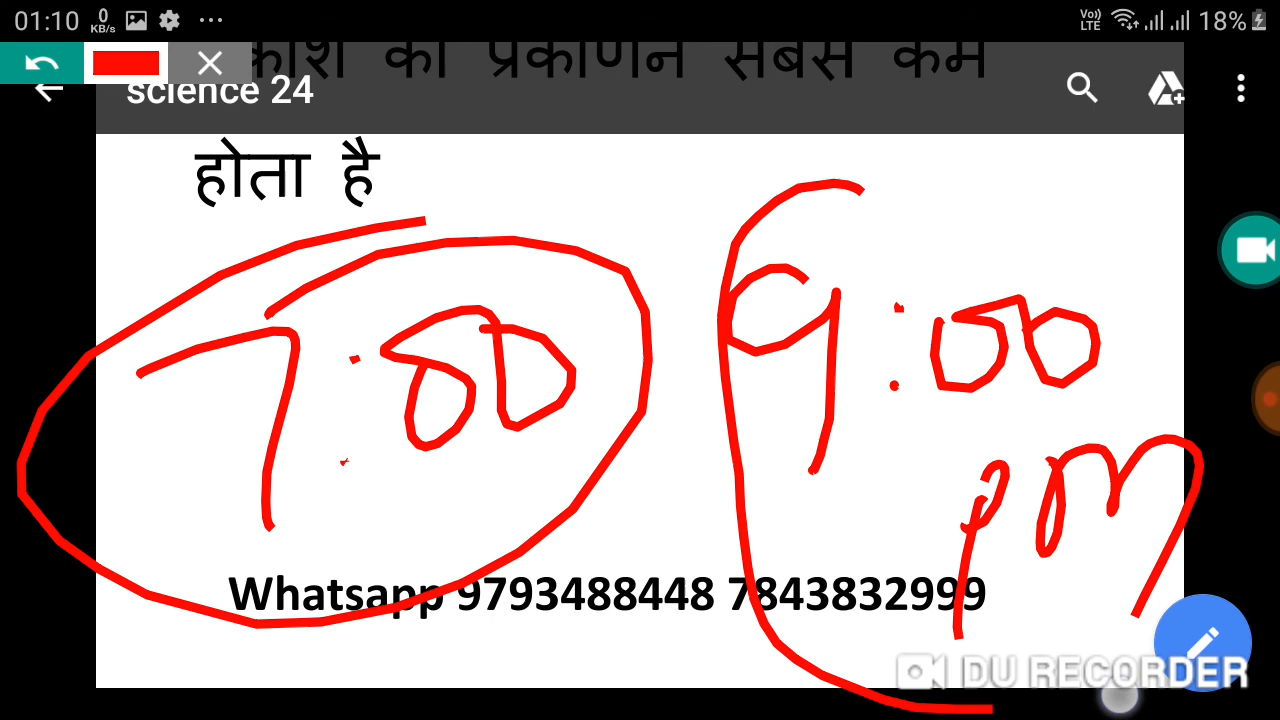 01:10 0 KB/s Vo) LTE 18%
प्रकीर्णन सबसे कम
science 24
होता है
7:00 9:00
pm
Whatsapp 9793488448 7843832999
DU RECORDER